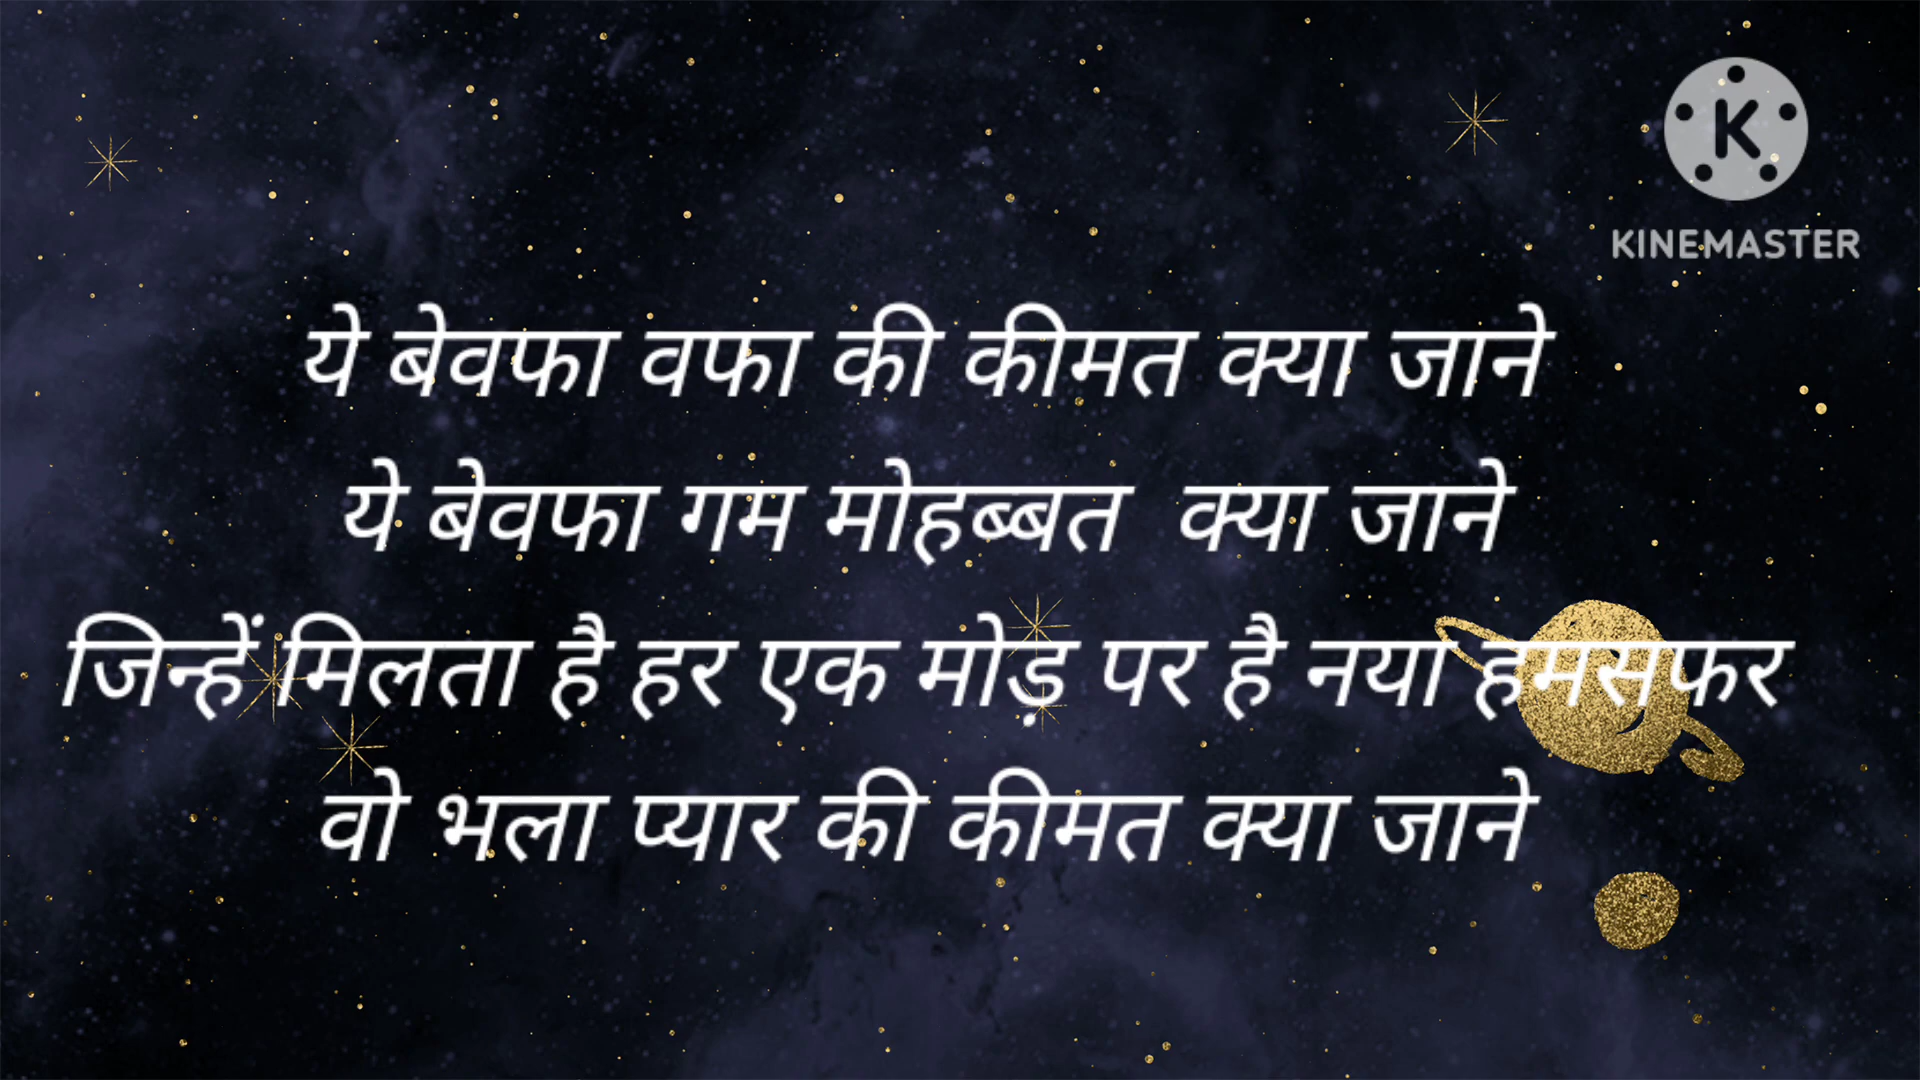 KINEMASTER
ये बेवफा वफा की कीमत क्या जाने
ये बेवफा गम मोहब्बत क्या जाने
जिन्हें मिलता है हर एक मोड़ पर है नया हमसफर
वो भला प्यार की कीमत क्या जाने